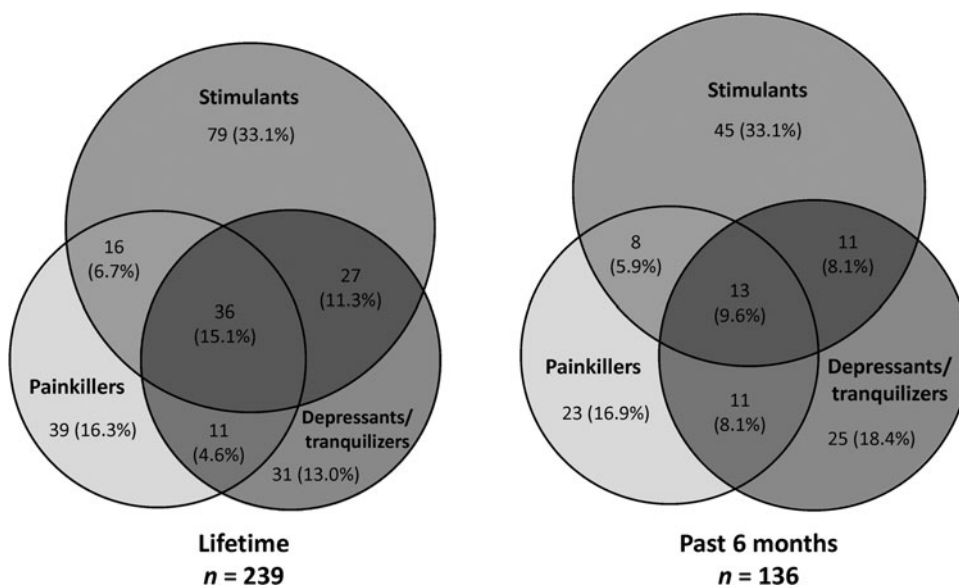 Stimulants
79 (33.1%)
16
(6.7%)
27
(11.3%)
36
(15.1%)
Painkillers
39 (16.3%)
11
(4.6%)
Depressants/
tranquilizers
31 (13.0%)
Lifetime
n = 239
Stimulants
45 (33.1%)
8
(5.9%)
11
(8.1%)
13
(9.6%)
Painkillers
23 (16.9%)
11
(8.1%)
Depressants/
tranquilizers
25 (18.4%)
Past 6 months
n = 136